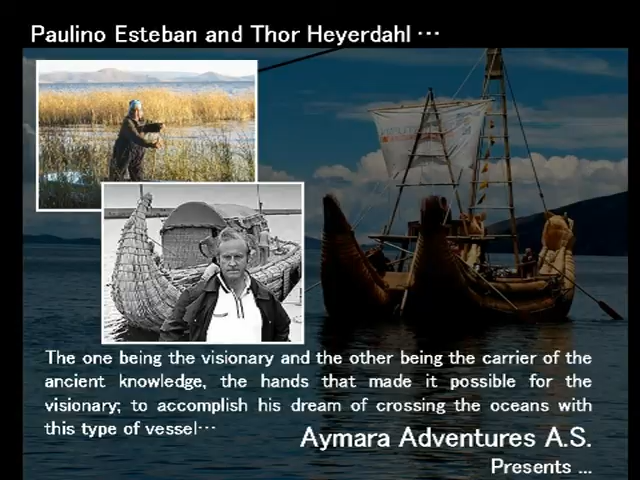 Paulino Esteban and Thor Heyerdahl ···
The one being the visionary and the other being the carrier of the
ancient knowledge, the hands that made it possible for the
visionary; to accomplish his dream of crossing the oceans with
this type of vessel···
Aymara Adventures A.S.
Presents ...